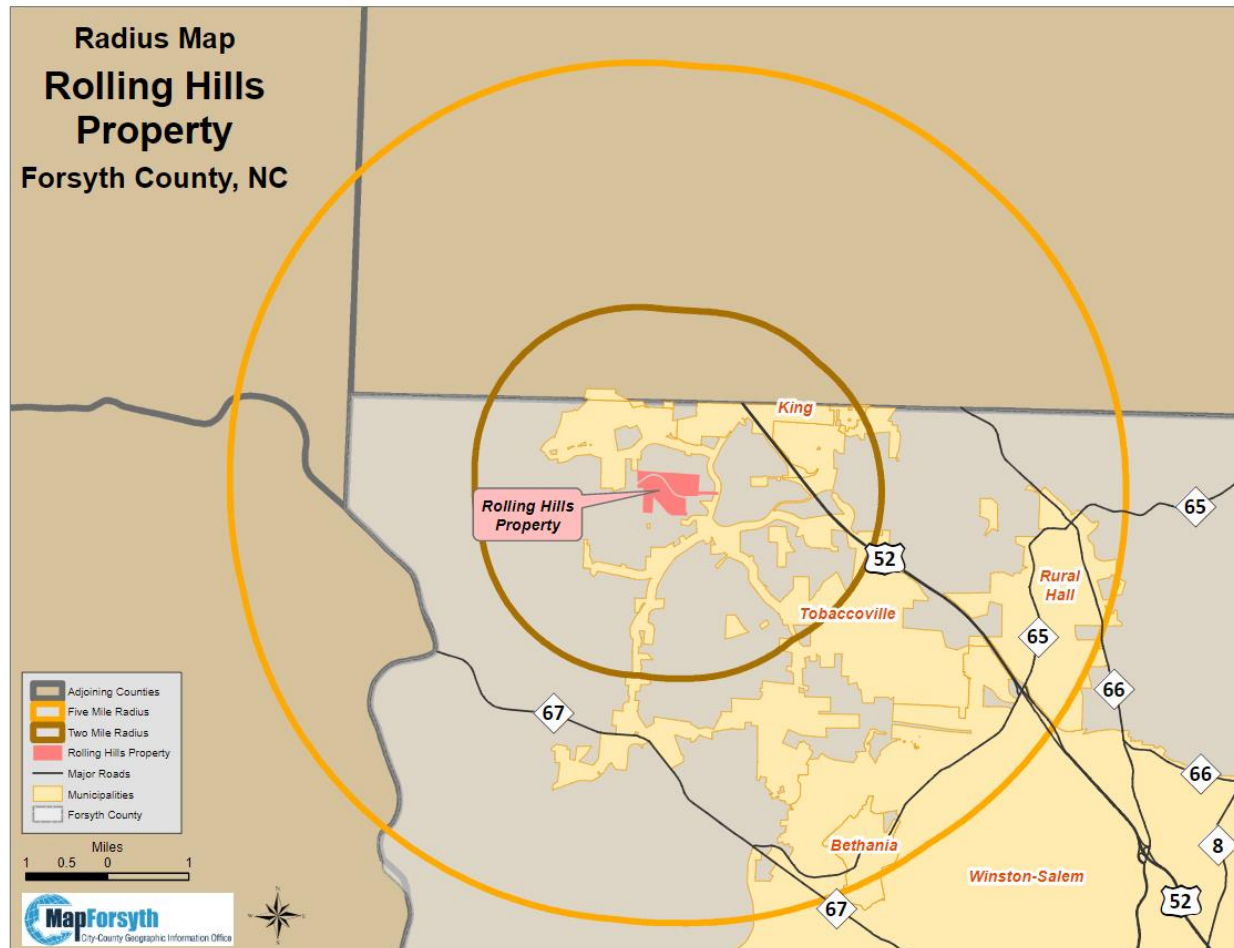 Radius Map
Rolling Hills
Property
Forsyth County, NC
King
Rolling Hills
Property
52
65
Rural
Hall
Tobaccoville
65
66
67
66
Bethania
8
Winston-Salem
67
52
Adjoining Counties
Five Mile Radius
Two Mile Radius
Rolling Hills Property
Major Roads
Municipalities
Forsyth County
Miles
1 0.5 0 1
MapForsyth
City-County Geographic Information Office